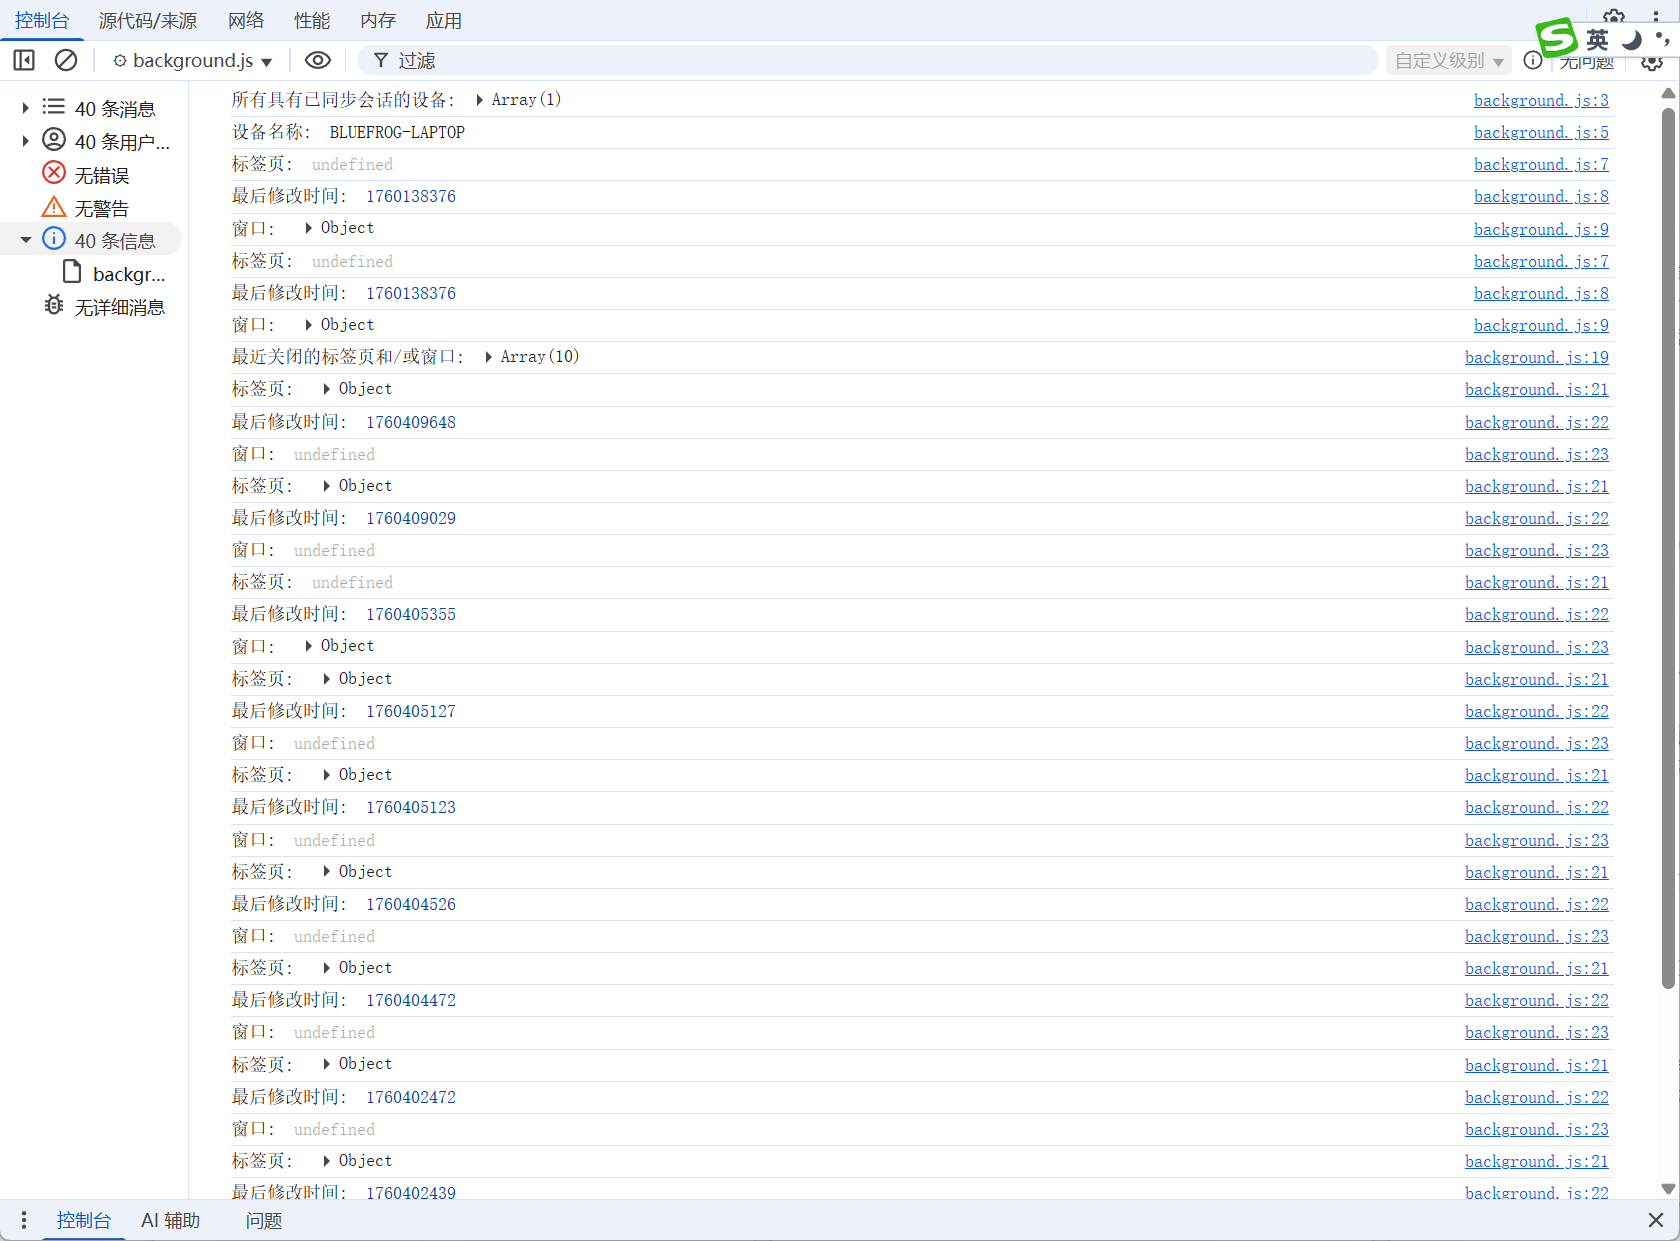 控制台 源代码/来源 网络 性能 内存 应用
background.js 过滤 自定义级别 无问题
英
40 条消息
40 条用户...
无错误
无警告
40 条信息
backgr...
无详细消息
所有具有已同步会话的设备: Array(1) background.js:3
设备名称: BLUEFROG-LAPTOP background.js:5
标签页: undefined background.js:7
最后修改时间: 1760138376 background.js:8
窗口: Object background.js:9
标签页: undefined background.js:7
最后修改时间: 1760138376 background.js:8
窗口: Object background.js:9
最近关闭的标签页和/或窗口: Array(10) background.js:19
标签页: Object background.js:21
最后修改时间: 1760409648 background.js:22
窗口: undefined background.js:23
标签页: Object background.js:21
最后修改时间: 1760409029 background.js:22
窗口: undefined background.js:23
标签页: undefined background.js:21
最后修改时间: 1760405355 background.js:22
窗口: Object background.js:23
标签页: Object background.js:21
最后修改时间: 1760405127 background.js:22
窗口: undefined background.js:23
标签页: Object background.js:21
最后修改时间: 1760405123 background.js:22
窗口: undefined background.js:23
标签页: Object background.js:21
最后修改时间: 1760404526 background.js:22
窗口: undefined background.js:23
标签页: Object background.js:21
最后修改时间: 1760404472 background.js:22
窗口: undefined background.js:23
标签页: Object background.js:21
最后修改时间: 1760402472 background.js:22
窗口: undefined background.js:23
标签页: Object background.js:21
最后修改时间: 1760402439 background.js:22
控制台 AI 辅助 问题